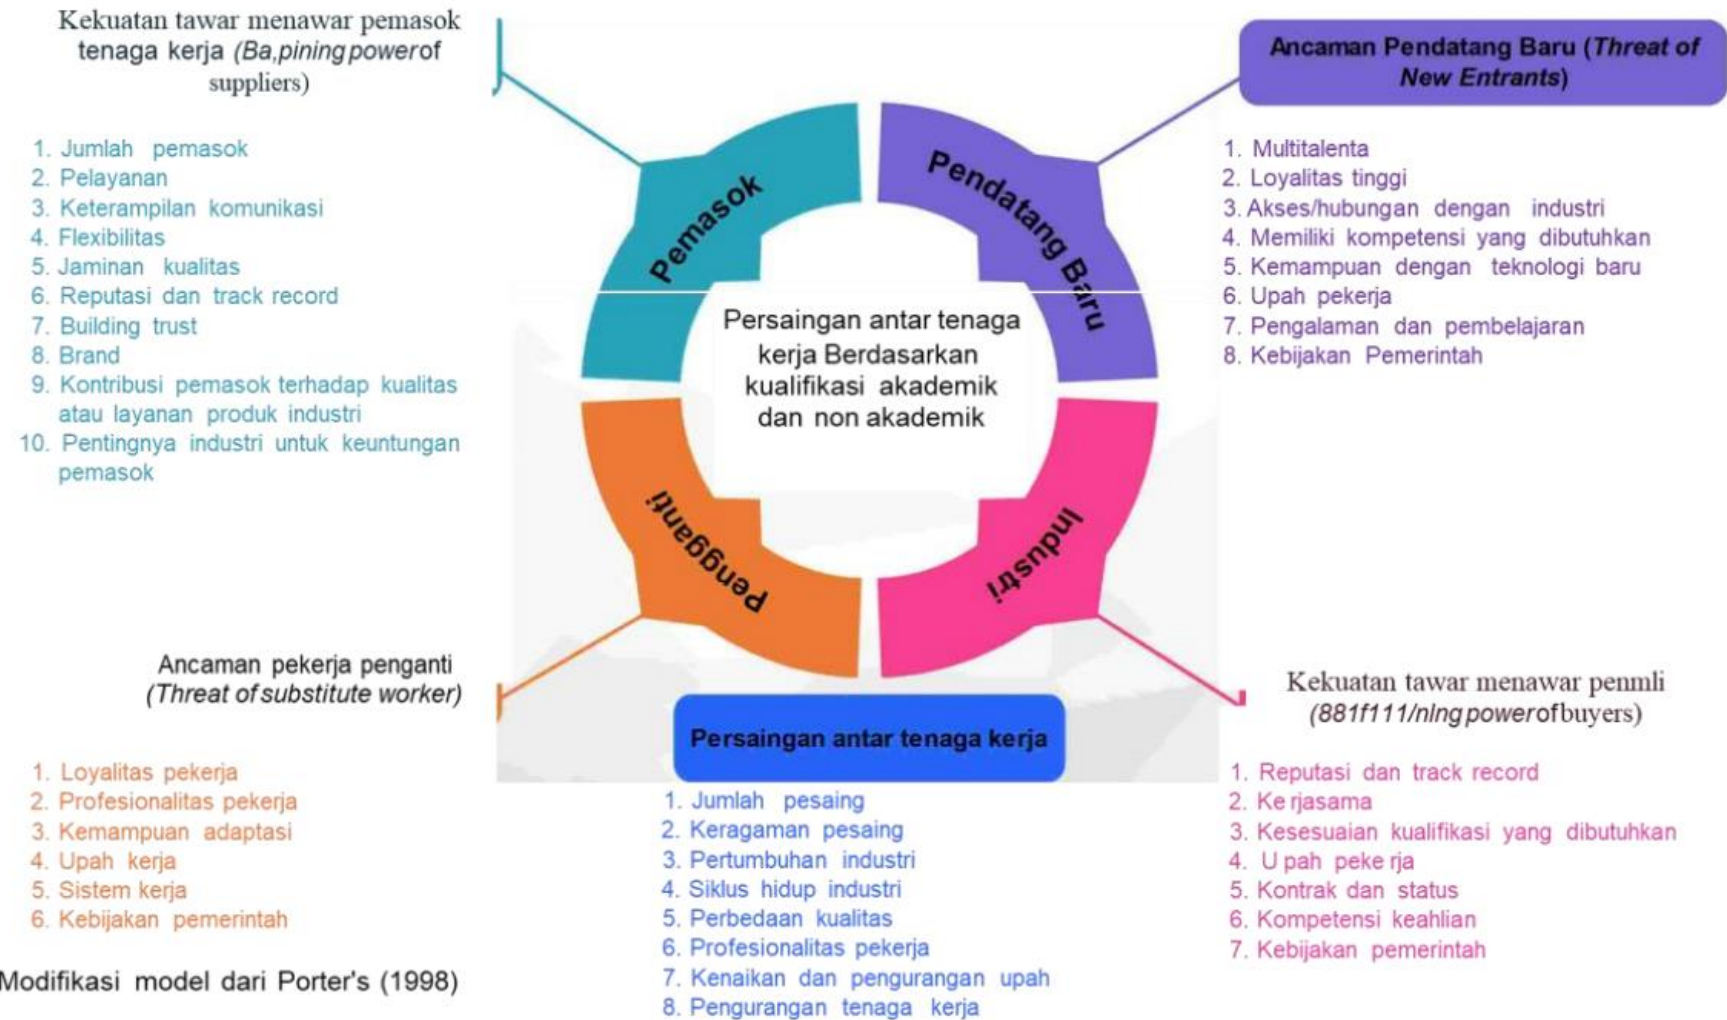 Kekuatan tawar menawar pemasok
tenaga kerja (Ba,pining power of
suppliers)
1. Jumlah pemasok
2. Pelayanan
3. Keterampilan komunikasi
4. Flexibilitas
5. Jaminan kualitas
6. Reputasi dan track record
7. Building trust
8. Brand
9. Kontribusi pemasok terhadap kualitas
atau layanan produk industri
10. Pentingnya industri untuk keuntungan
pemasok
Ancaman Pendatang Baru (Threat of
New Entrants)
1. Multitalenta
2. Loyalitas tinggi
3. Akses/hubungan dengan industri
4. Memiliki kompetensi yang dibutuhkan
5. Kemampuan dengan teknologi baru
6. Upah pekerja
7. Pengalaman dan pembelajaran
8. Kebijakan Pemerintah
Pemasok
Pendatang Baru
Persaingan antar tenaga
kerja Berdasarkan
kualifikasi akademik
dan non akademik
Pengganti
Industri
Ancaman pekerja penganti
(Threat of substitute worker)
1. Loyalitas pekerja
2. Profesionalitas pekerja
3. Kemampuan adaptasi
4. Upah kerja
5. Sistem kerja
6. Kebijakan pemerintah
Persaingan antar tenaga kerja
1. Jumlah pesaing
2. Keragaman pesaing
3. Pertumbuhan industri
4. Siklus hidup industri
5. Perbedaan kualitas
6. Profesionalitas pekerja
7. Kenaikan dan pengurangan upah
8. Pengurangan tenaga kerja
Kekuatan tawar menawar penmli
(881f111/nlng power of buyers)
1. Reputasi dan track record
2. Ke rjasama
3. Kesesuaian kualifikasi yang dibutuhkan
4. U pah peke rja
5. Kontrak dan status
6. Kompetensi keahlian
7. Kebijakan pemerintah
Modifikasi model dari Porter's (1998)